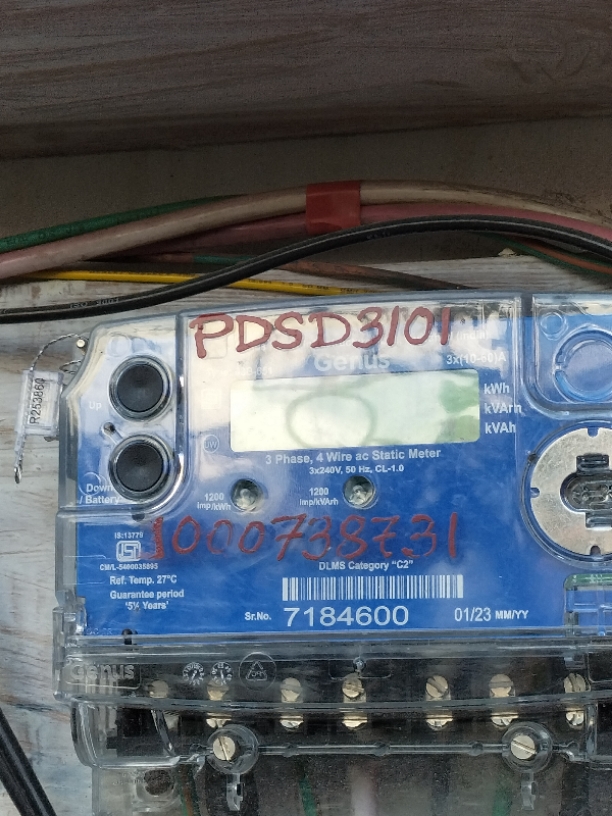 PDSD3101
Genus
3x(10-60)A
kWh
kVArh
kVAh
R253860
Up
Down
/ Battery
3 Phase, 4 Wire ac Static Meter
3x240V, 50 Hz, CL-1.0
1200
imp/kWh
1200
imp/kVArh
1000738731
IS:13779
CM/L-5400035895
DLMS Category "C2"
Ref. Temp. 27°C
Guarantee period
'5½ Years'
Sr.No. 7184600 01/23 MM/YY
Genus